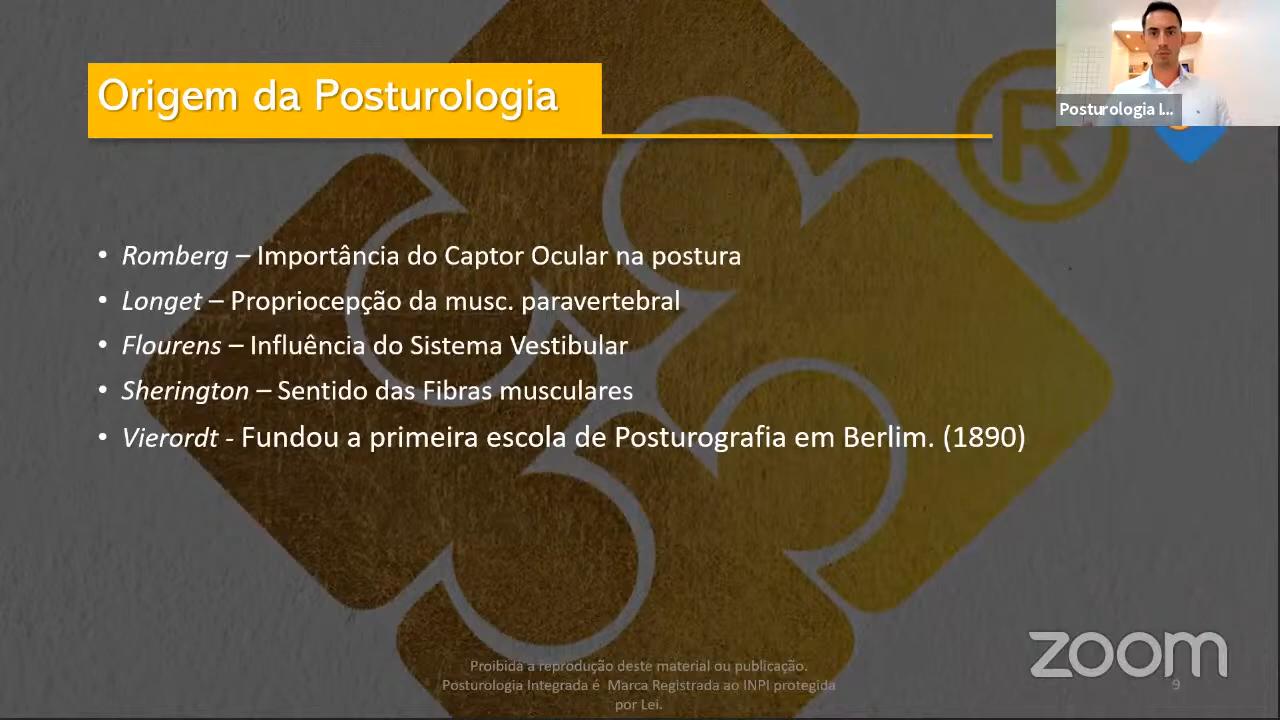 Origem da Posturologia
Posturologia I...
R
• Romberg – Importância do Captor Ocular na postura
• Longet – Propriocepção da musc. paravertebral
• Flourens – Influência do Sistema Vestibular
• Sherington – Sentido das Fibras musculares
• Vierordt - Fundou a primeira escola de Posturografia em Berlim. (1890)
Proibida a reprodução deste material ou publicação.
Posturologia Integrada é Marca Registrada ao INPI protegida
por Lei.
zoom
9